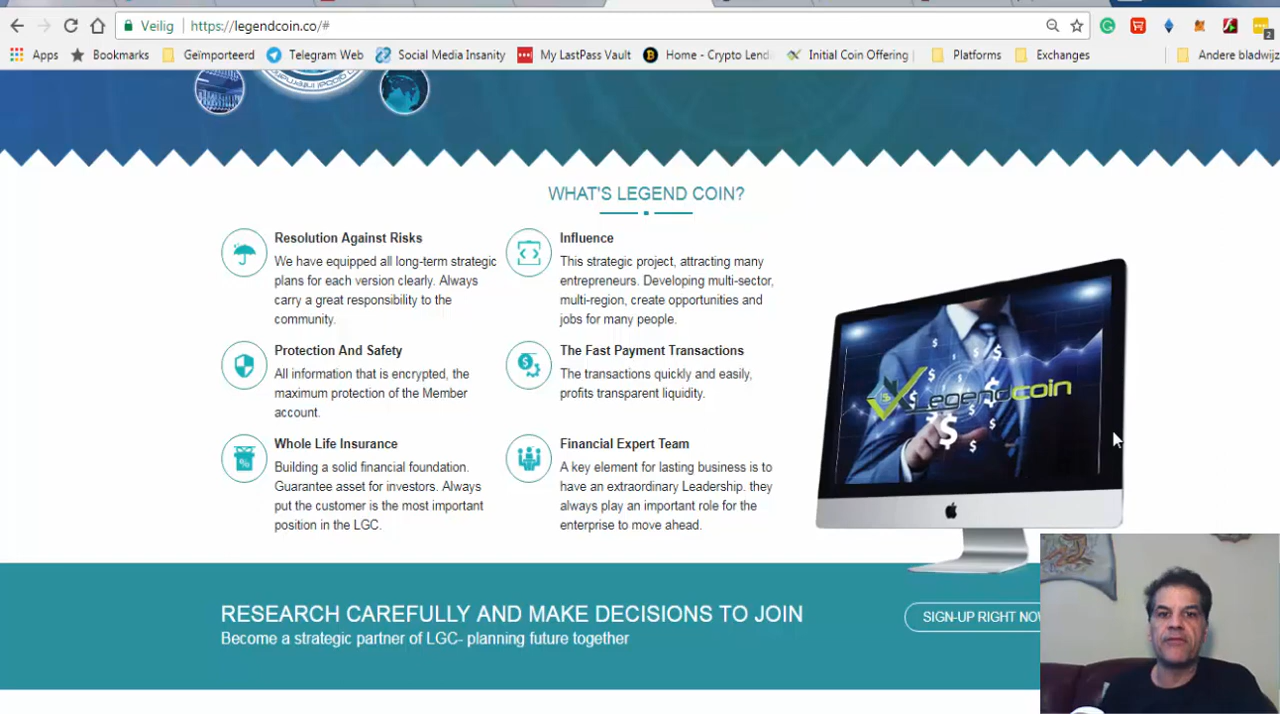 Veilig https://legendcoin.co/#
Apps Bookmarks Geïmporteerd Telegram Web Social Media Insanity My LastPass Vault Home - Crypto Lendi Initial Coin Offering Platforms Exchanges Andere bladwijz
2
WHAT'S LEGEND COIN?
Resolution Against Risks
We have equipped all long-term strategic
plans for each version clearly. Always
carry a great responsibility to the
community.
Influence
This strategic project, attracting many
entrepreneurs. Developing multi-sector,
multi-region, create opportunities and
jobs for many people.
Protection And Safety
All information that is encrypted, the
maximum protection of the Member
account.
The Fast Payment Transactions
The transactions quickly and easily,
profits transparent liquidity.
Whole Life Insurance
Building a solid financial foundation.
Guarantee asset for investors. Always
put the customer is the most important
position in the LGC.
Financial Expert Team
A key element for lasting business is to
have an extraordinary Leadership. they
always play an important role for the
enterprise to move ahead.
Legendcoin
RESEARCH CAREFULLY AND MAKE DECISIONS TO JOIN
Become a strategic partner of LGC- planning future together
SIGN-UP RIGHT NOW